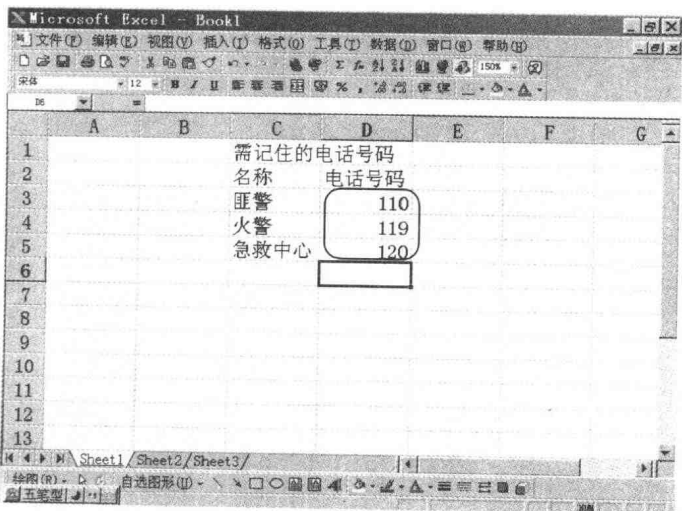 Microsoft Excel - Book1
文件(F) 编辑(E) 视图(V) 插入(I) 格式(O) 工具(T) 数据(D) 窗口(W) 帮助(H)
150%
宋体 12 B I U % ,
D6 =
A B C D E F G
1 需记住的电话号码
2 名称 电话号码
3 匪警 110
4 火警 119
5 急救中心 120
6
7
8
9
10
11
12
13
Sheet1 Sheet2 Sheet3
绘图(R) 自选图形(U)
五笔型